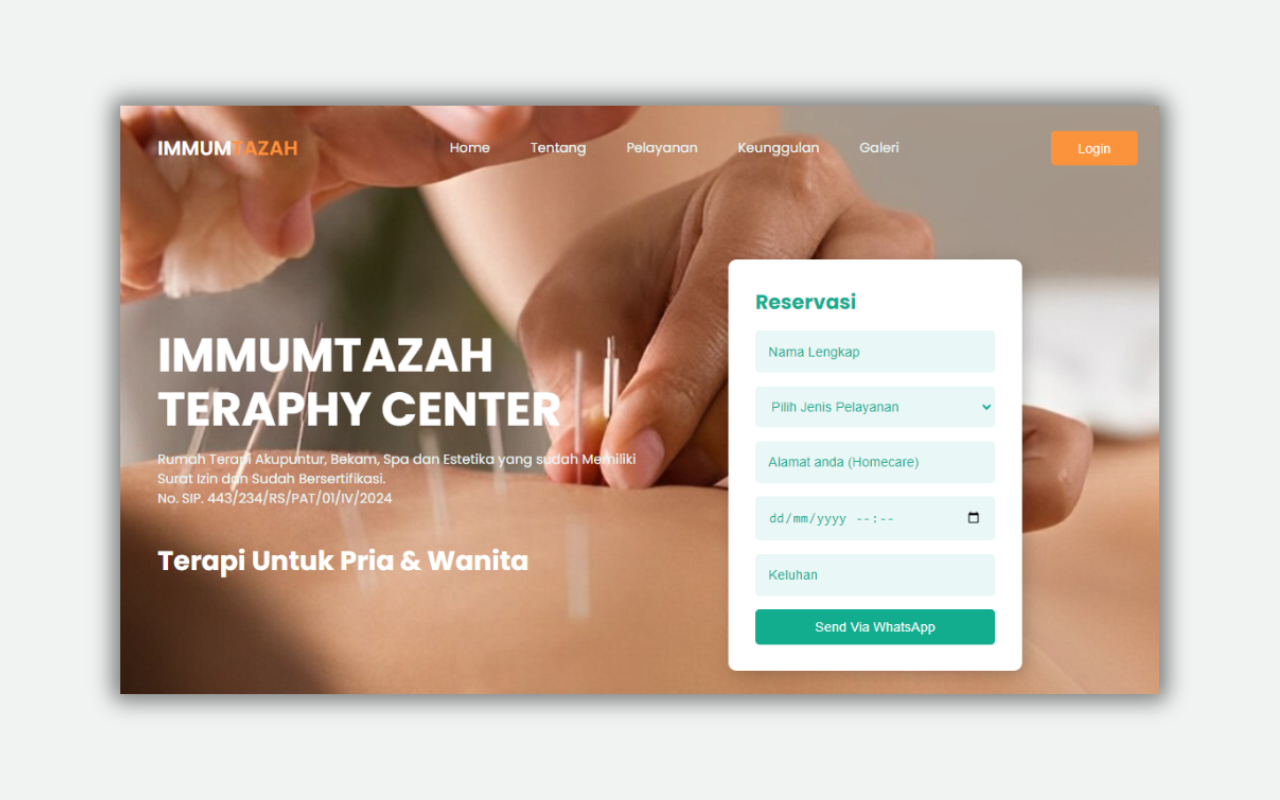 IMMUMTAZAH
Home
Tentang
Pelayanan
Keunggulan
Galeri
Login
IMMUMTAZAH
TERAPHY CENTER
Rumah Terapi Akupuntur, Bekam, Spa dan Estetika yang sudah Memiliki
Surat Izin dan Sudah Bersertifikasi.
No. SIP. 443/234/RS/PAT/01/IV/2024
Terapi Untuk Pria & Wanita
Reservasi
Nama Lengkap
Pilih Jenis Pelayanan
Alamat anda (Homecare)
dd/mm/yyyy --:--
Keluhan
Send Via WhatsApp